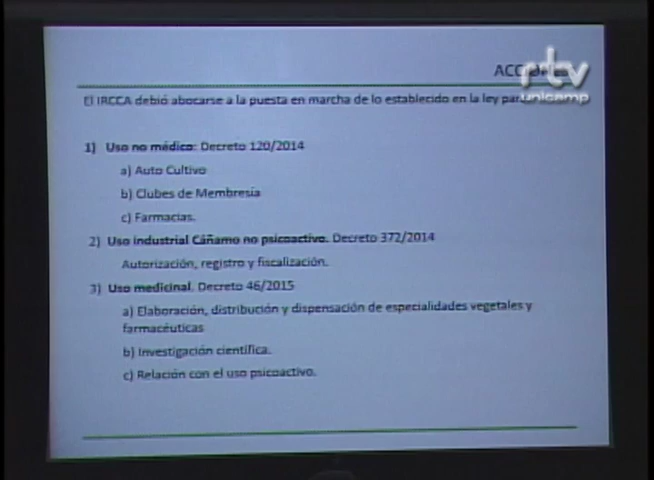 rtv
unicamp
El IRCCA debió abocarse a la puesta en marcha de lo establecido en la ley
1) Uso no médico: Decreto 120/2014
a) Auto Cultivo
b) Clubes de Membresía
c) Farmacias.
2) Uso industrial Cáñamo no psicoactivo. Decreto 372/2014
Autorización, registro y fiscalización.
3) Uso medicinal. Decreto 46/2015
a) Elaboración, distribución y dispensación de especialidades vegetales y
farmacéuticas
b) Investigación científica.
c) Relación con el uso psicoactivo.